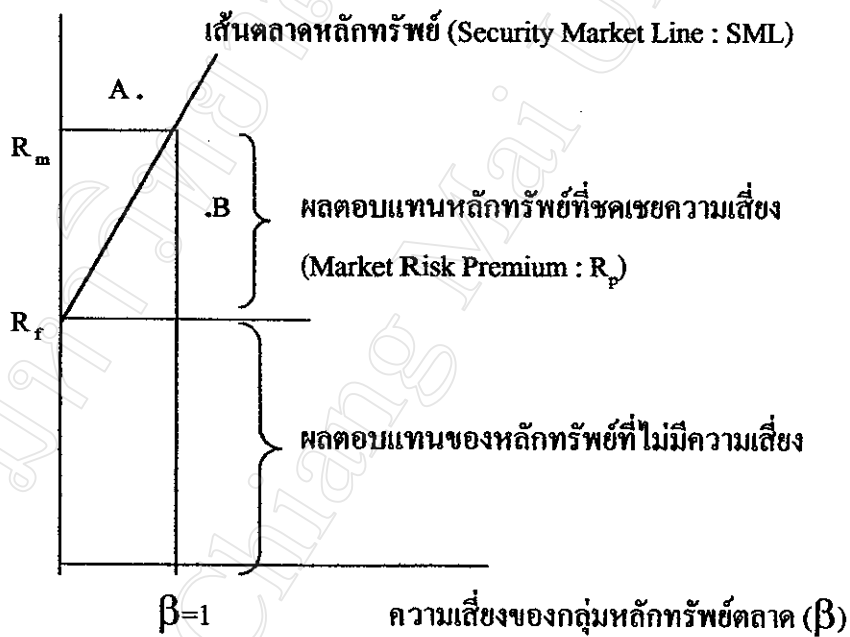 เส้นตลาดหลักทรัพย์ (Security Market Line : SML)
A .
R m
.B
ผลตอบแทนหลักทรัพย์ที่ชดเชยความเสี่ยง
(Market Risk Premium : Rp)
R f
ผลตอบแทนของหลักทรัพย์ที่ไม่มีความเสี่ยง
β=1
ความเสี่ยงของกลุ่มหลักทรัพย์ตลาด (β)
Chiang Mai U